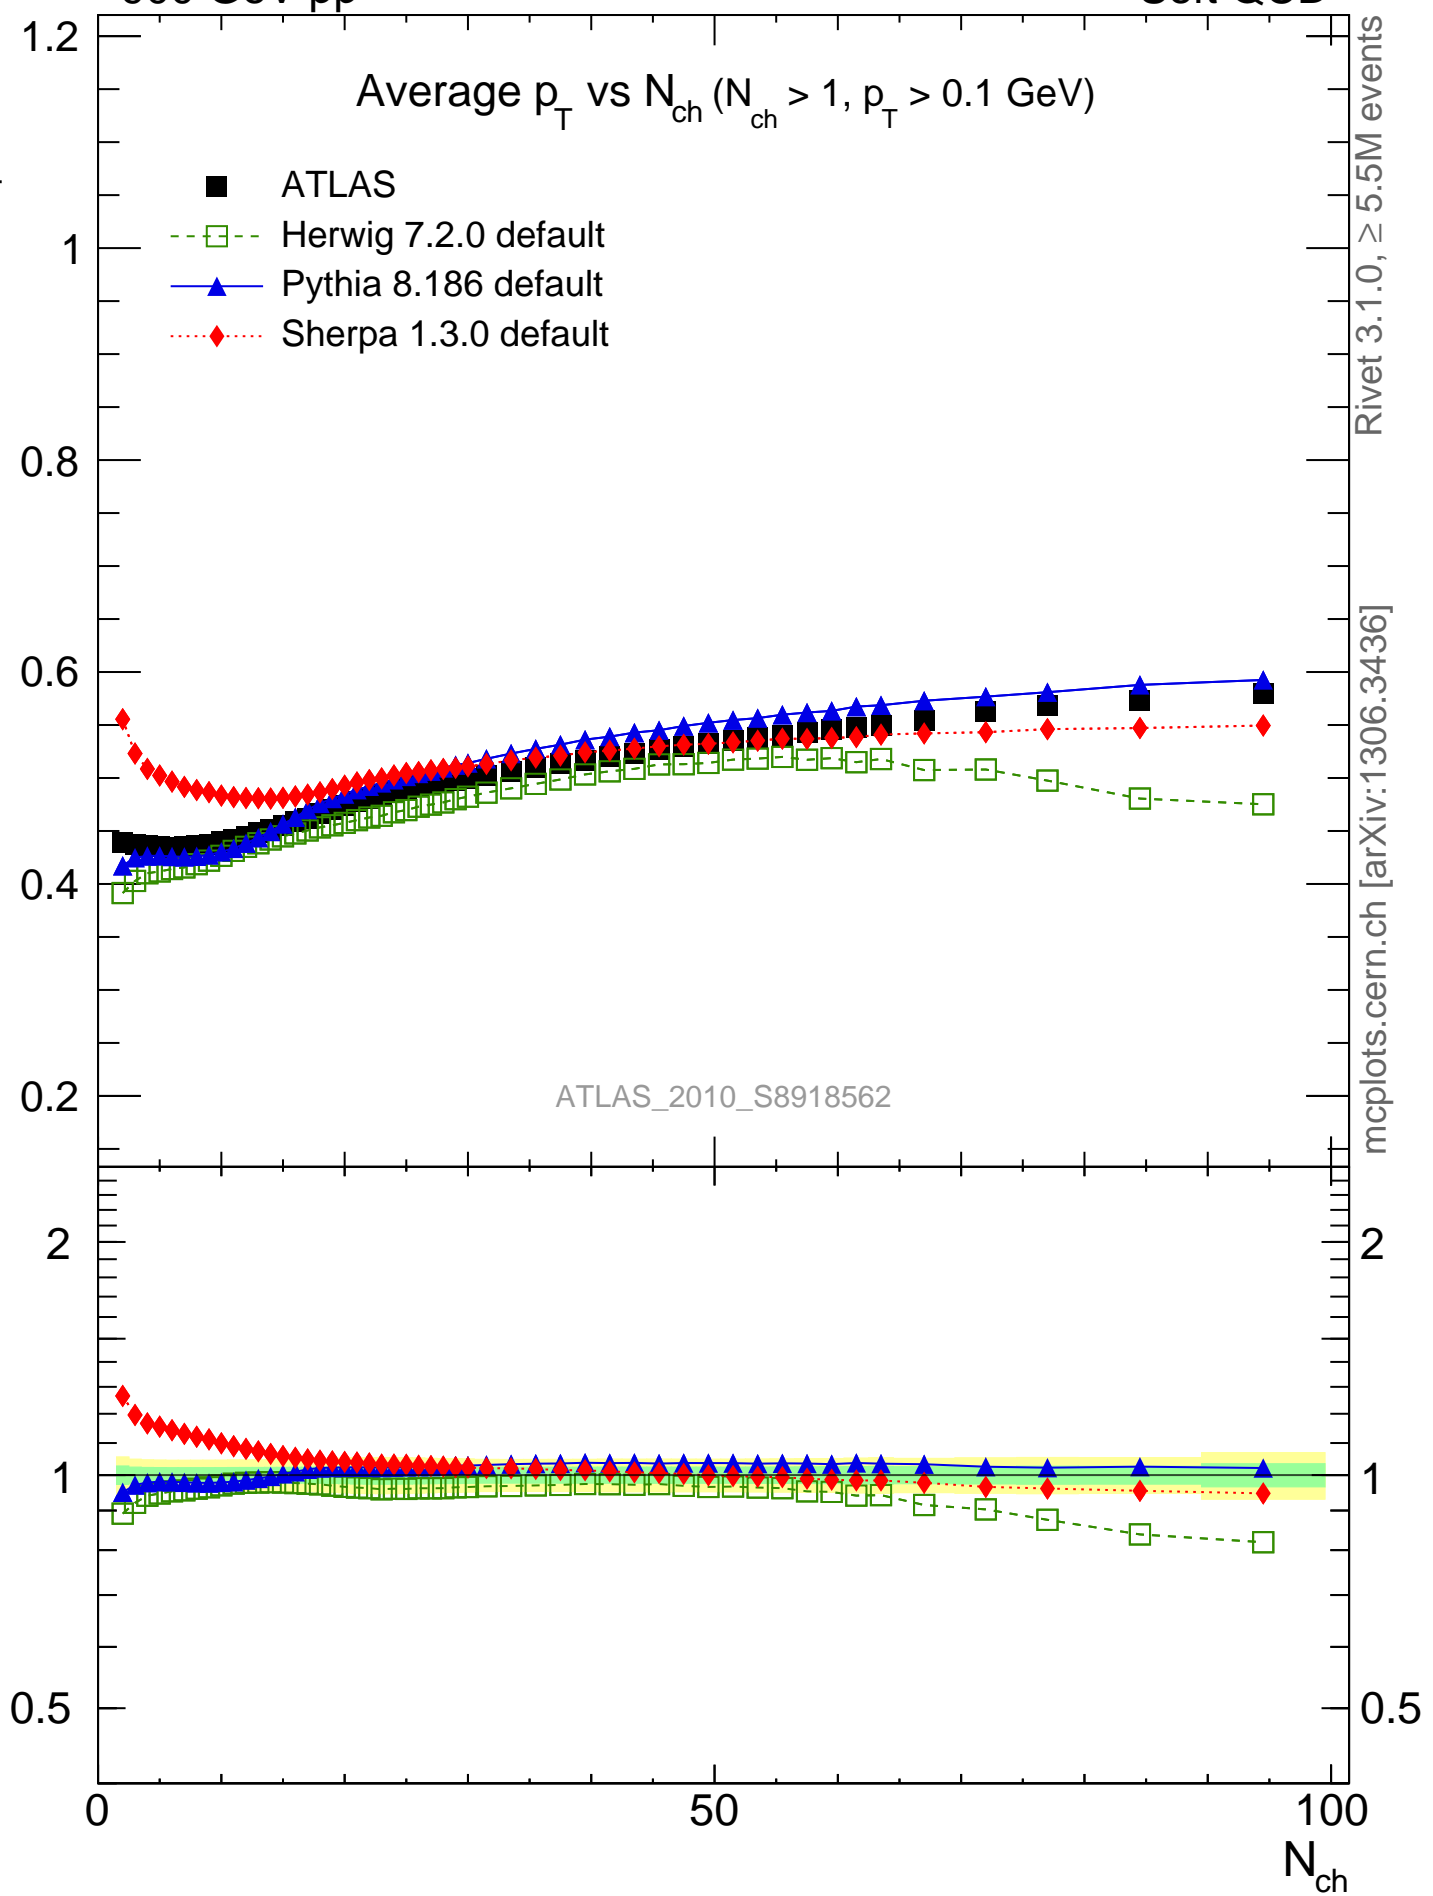 GeV pp
Average p_T vs N_ch (N_ch > 1, p_T > 0.1 GeV)
ATLAS
Herwig 7.2.0 default
Pythia 8.186 default
Sherpa 1.3.0 default
1.2
1
0.8
0.6
0.4
0.2
ATLAS_2010_S8918562
Rivet 3.1.0, ≥ 5.5M events
mcplots.cern.ch [arXiv:1306.3436]
2
1
0.5
2
1
0.5
0
50
100
N_ch